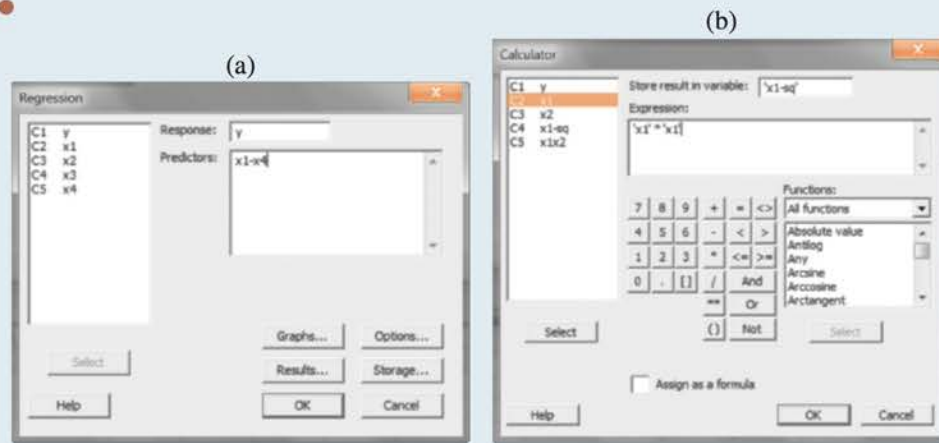 (a)
Regression
C1 y
C2 x1
C3 x2
C4 x3
C5 x4
Response: y
Predictors: x1-x4
Graphs...
Options...
Select
Results...
Storage...
Help
OK
Cancel
(b)
Calculator
C1 y
C2 x1
C3 x2
C4 x1-sq
C5 x1x2
Store result in variable: 'x1-sq'
Expression:
'x1' * 'x1'
Functions:
7 8 9 + = <> All functions
4 5 6 - < > Absolute value
Antilog
1 2 3 * <= >= Any
Arcsine
0 . [] / And Arccosine
Arctangent
** Or
Select
() Not
Select
Assign as a formula
Help
OK
Cancel